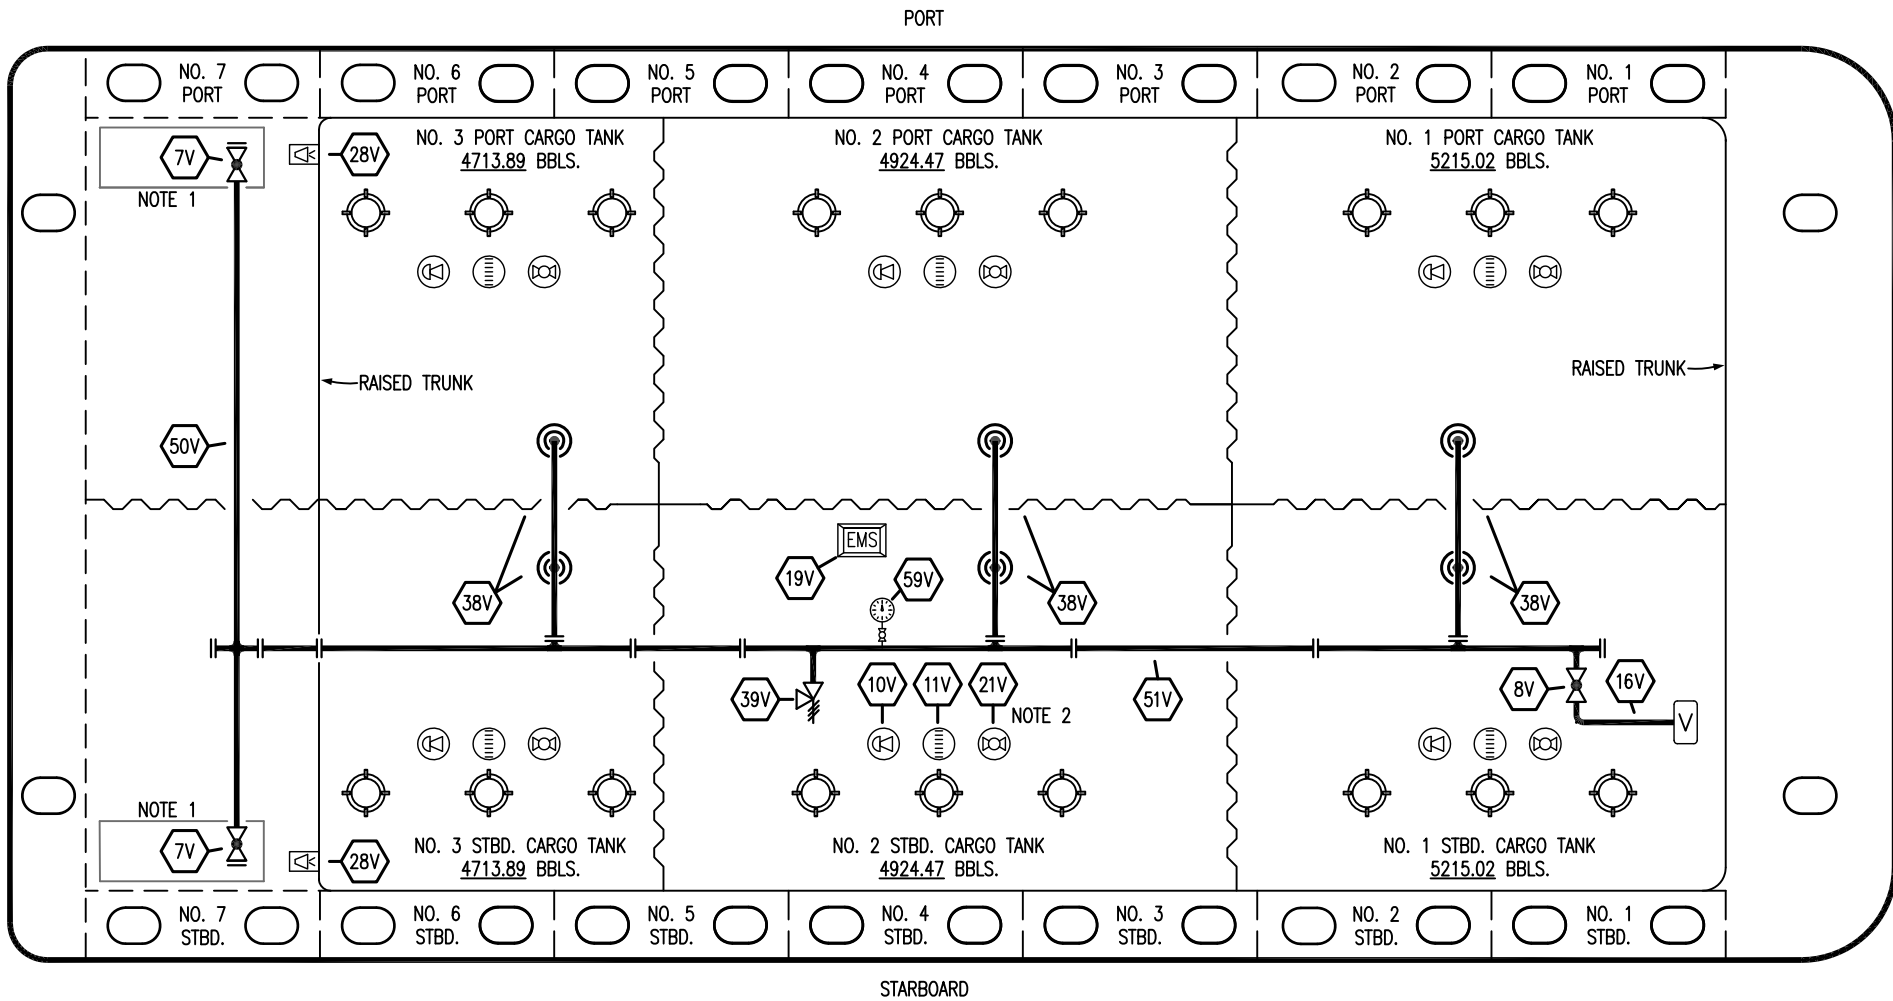 PORT
NO. 7
PORT
NO. 6
PORT
NO. 5
PORT
NO. 4
PORT
NO. 3
PORT
NO. 2
PORT
NO. 1
PORT
NO. 3 PORT CARGO TANK
4713.89 BBLS.
NO. 2 PORT CARGO TANK
4924.47 BBLS.
NO. 1 PORT CARGO TANK
5215.02 BBLS.
7V
28V
NOTE 1
RAISED TRUNK
RAISED TRUNK
50V
EMS
19V
59V
38V
38V
38V
39V
10V
11V
21V
NOTE 2
51V
8V
16V
V
NOTE 1
7V
28V
NO. 3 STBD. CARGO TANK
4713.89 BBLS.
NO. 2 STBD. CARGO TANK
4924.47 BBLS.
NO. 1 STBD. CARGO TANK
5215.02 BBLS.
NO. 7
STBD.
NO. 6
STBD.
NO. 5
STBD.
NO. 4
STBD.
NO. 3
STBD.
NO. 2
STBD.
NO. 1
STBD.
STARBOARD